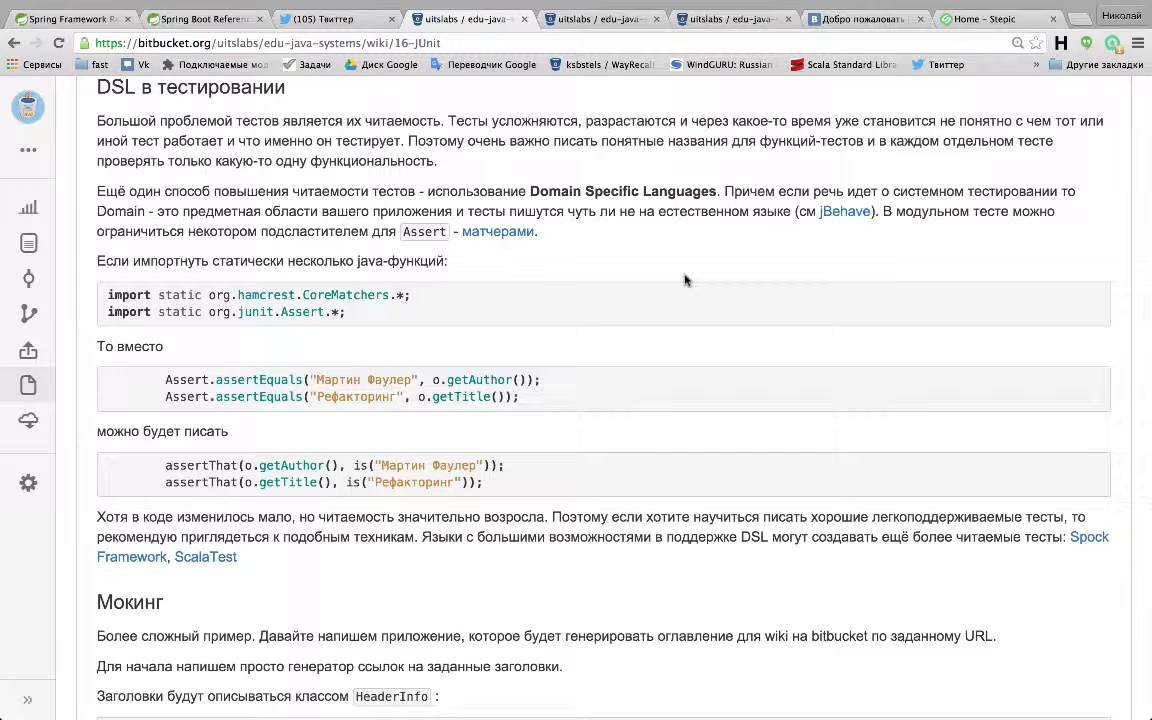 Spring Framework R
Spring Boot Referen
(105) Твиттер
uitslabs / edu-java-s
uitslabs / edu-java-
uitslabs / edu-java-
Добро пожаловать
Home – Stepic
Николай
https://bitbucket.org/uitslabs/edu-java-systems/wiki/16-JUnit
Сервисы
fast
Vk
Подключаемые мод
Задачи
Диск Google
Переводчик Google
ksbstels / WayRecall
WindGURU: Russian
Scala Standard Libra
Твиттер
»
Другие закладки
DSL в тестировании
Большой проблемой тестов является их читаемость. Тесты усложняются, разрастаются и через какое-то время уже становится не понятно с чем тот или
иной тест работает и что именно он тестирует. Поэтому очень важно писать понятные названия для функций-тестов и в каждом отдельном тесте
проверять только какую-то одну функциональность.
Ещё один способ повышения читаемости тестов - использование Domain Specific Languages. Причем если речь идет о системном тестировании то
Domain - это предметная области вашего приложения и тесты пишутся чуть ли не на естественном языке (см jBehave). В модульном тесте можно
ограничиться некотором подсластителем для Assert - матчерами.
Если импортнуть статически несколько java-функций:
import static org.hamcrest.CoreMatchers.*;
import static org.junit.Assert.*;
То вместо
Assert.assertEquals("Мартин Фаулер", o.getAuthor());
Assert.assertEquals("Рефакторинг", o.getTitle());
можно будет писать
assertThat(o.getAuthor(), is("Мартин Фаулер"));
assertThat(o.getTitle(), is("Рефакторинг"));
Хотя в коде изменилось мало, но читаемость значительно возросла. Поэтому если хотите научиться писать хорошие легкоподдерживаемые тесты, то
рекомендую приглядеться к подобным техникам. Языки с большими возможностями в поддержке DSL могут создавать ещё более читаемые тесты: Spock
Framework, ScalaTest
Мокинг
Более сложный пример. Давайте напишем приложение, которое будет генерировать оглавление для wiki на bitbucket по заданному URL.
Для начала напишем просто генератор ссылок на заданные заголовки.
Заголовки будут описываться классом HeaderInfo :
»